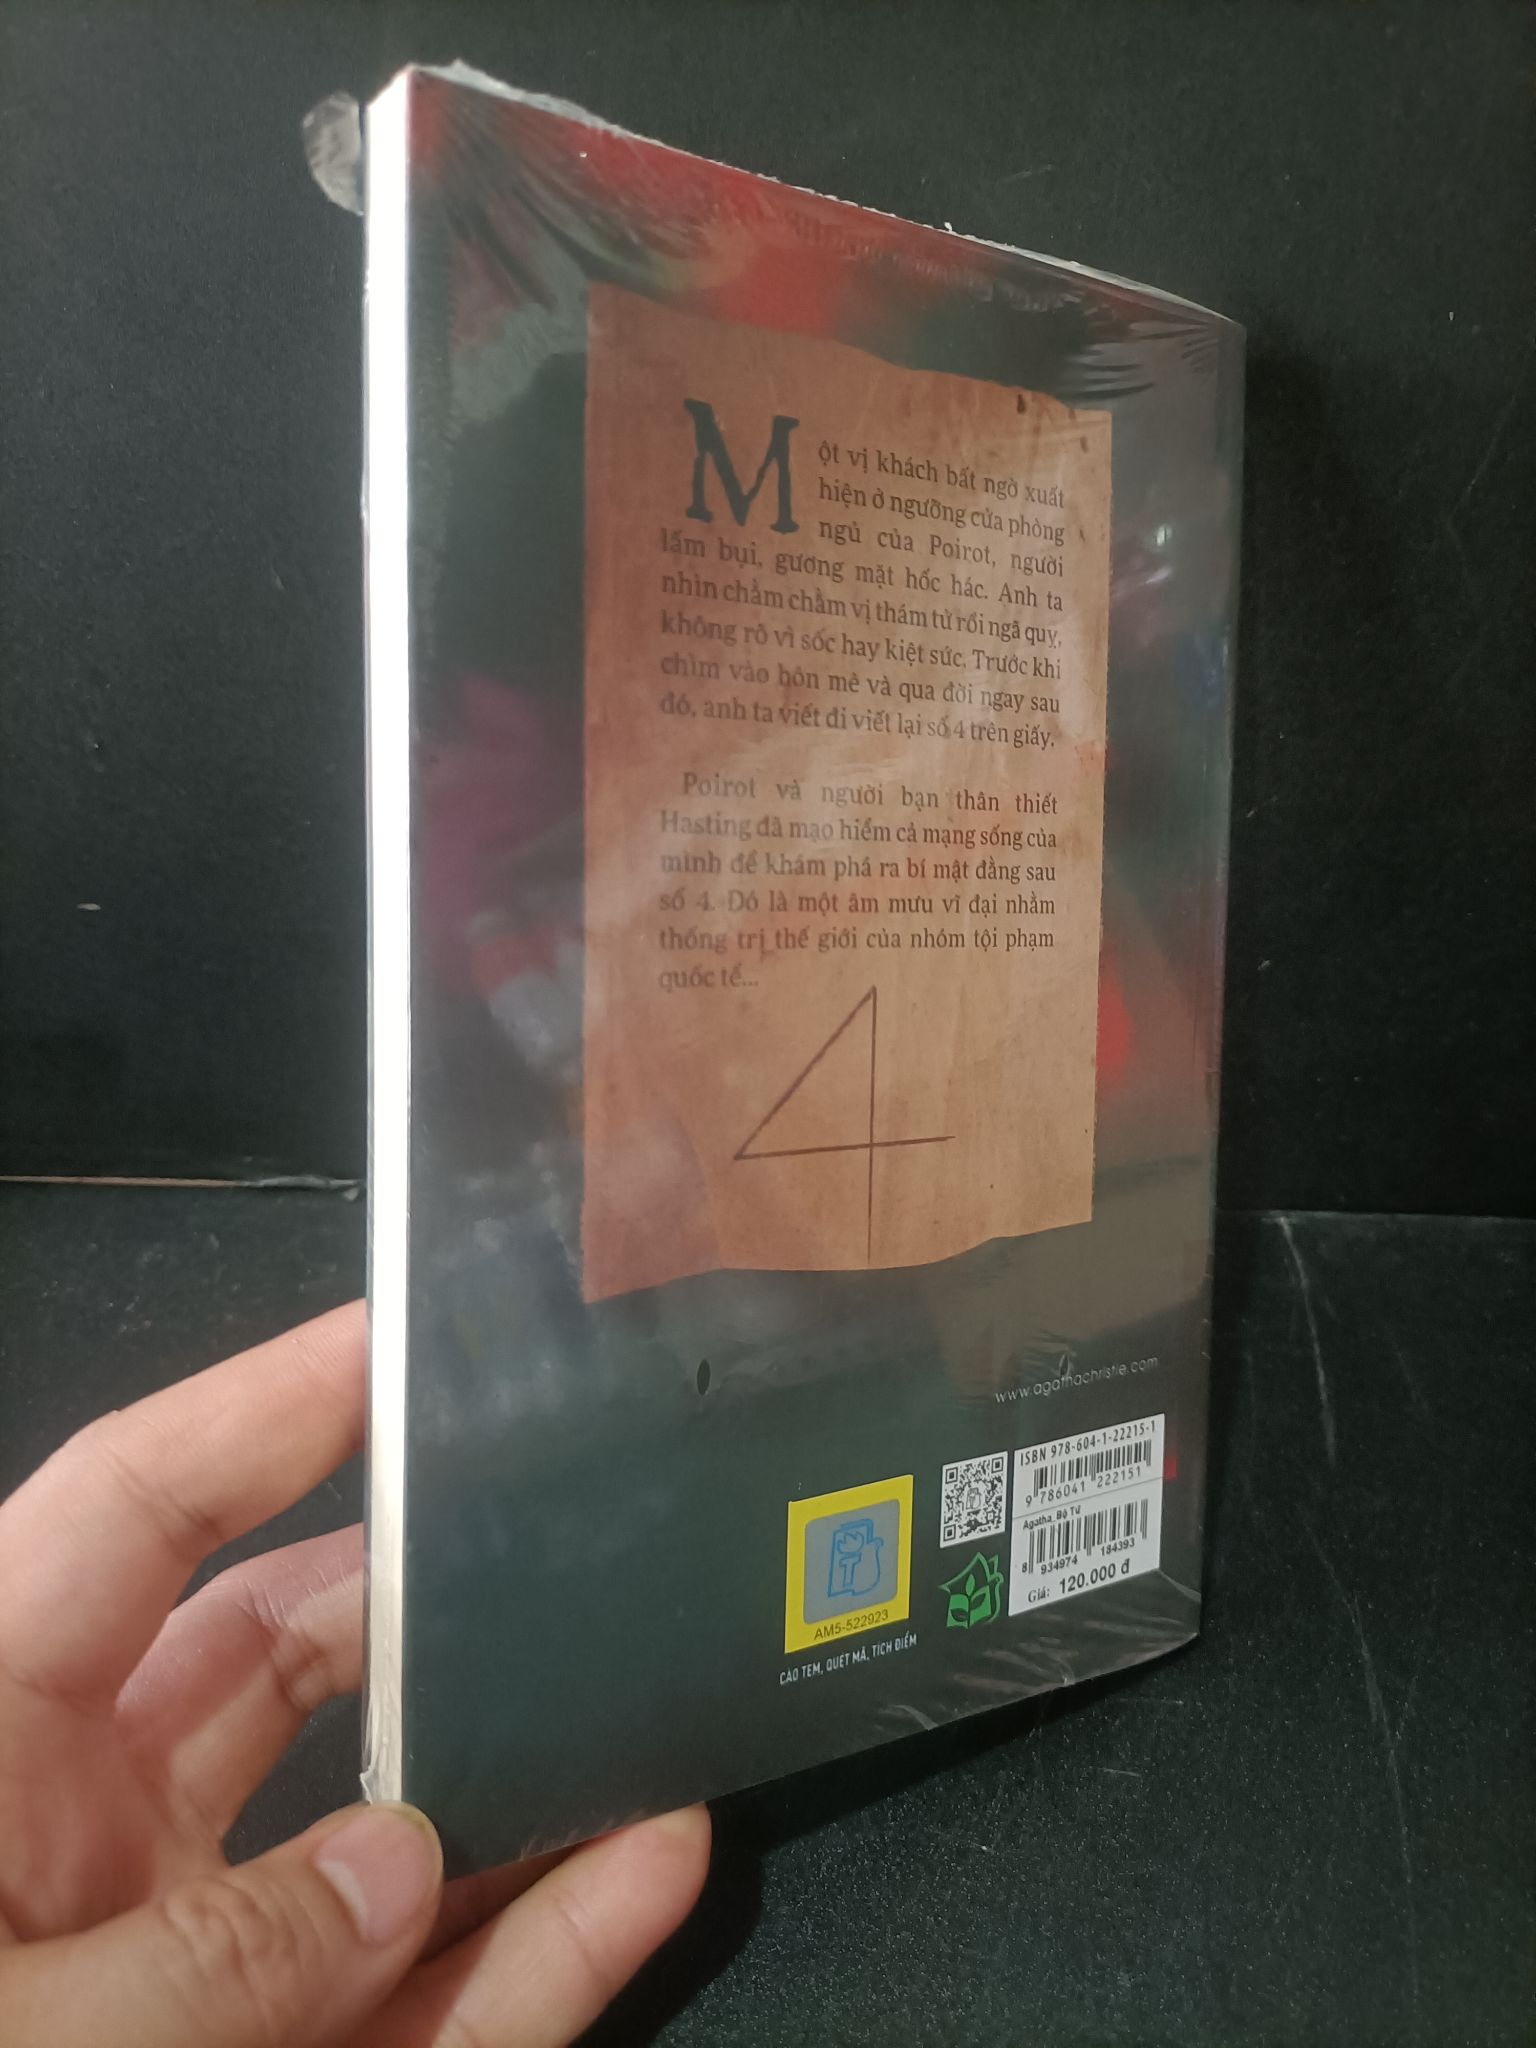 Một vị khách bất ngờ xuất
hiện ở ngưỡng cửa phòng
ngủ của Poirot, người
lấm bụi, gương mặt hốc hác. Anh ta
nhìn chằm chằm vị thám tử rồi ngã quỵ,
không rõ vì sốc hay kiệt sức. Trước khi
chìm vào hôn mê và qua đời ngay sau
đó, anh ta viết đi viết lại số 4 trên giấy.
Poirot và người bạn thân thiết
Hasting đã mạo hiểm cả mạng sống của
mình để khám phá ra bí mật đằng sau
số 4. Đó là một âm mưu vĩ đại nhằm
thống trị thế giới của nhóm tội phạm
quốc tế...
4
www.agathachristie.com
ISBN 978-604-1-22215-1
9 786041 222151
Agatha_Bộ Tứ
8 934974 184393
Giá: 120.000 đ
T
AM5-522923
CÀO TEM, QUÉT MÃ, TÍCH ĐIỂM